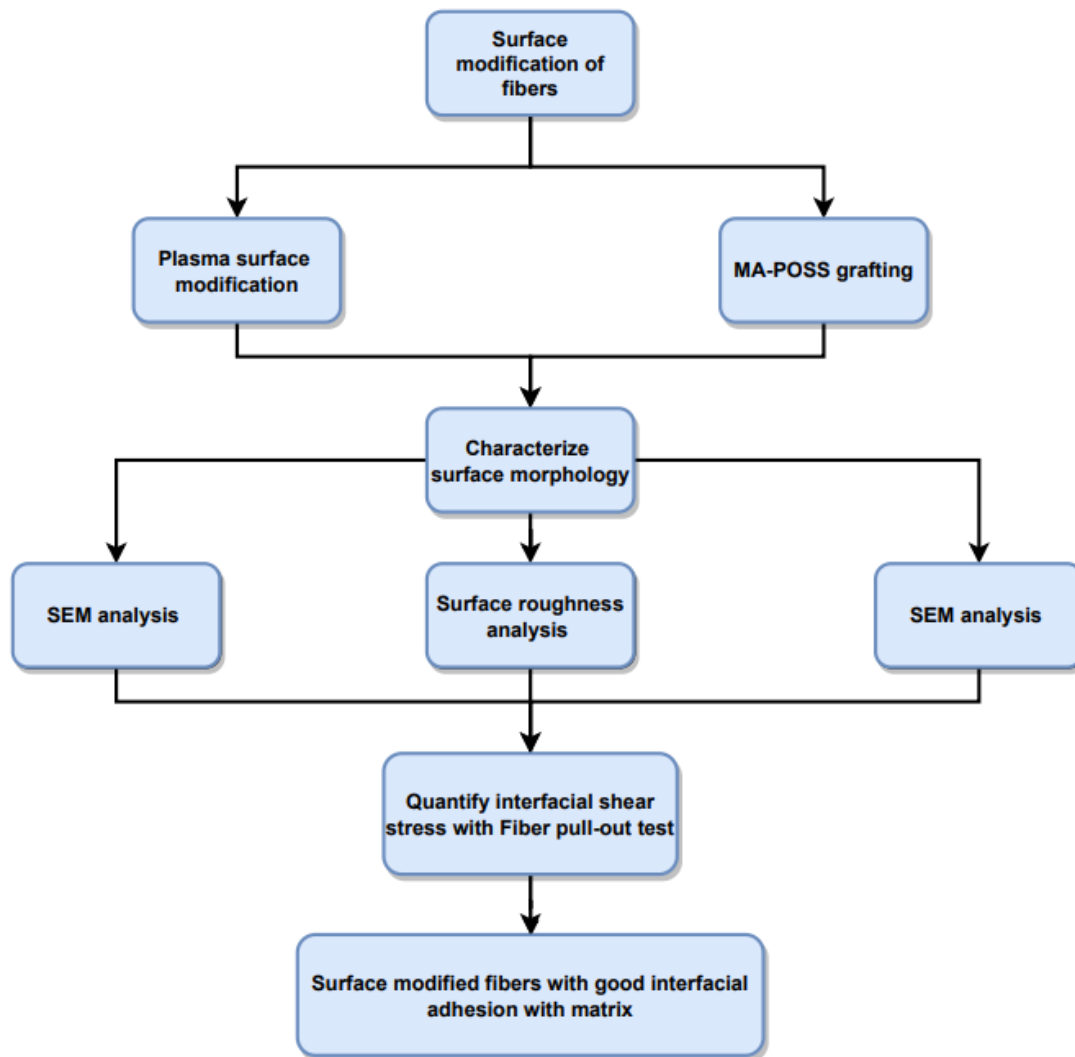 Surface
modification of
fibers
Plasma surface
modification
MA-POSS grafting
Characterize
surface morphology
SEM analysis
Surface roughness
analysis
SEM analysis
Quantify interfacial shear
stress with Fiber pull-out test
Surface modified fibers with good interfacial
adhesion with matrix